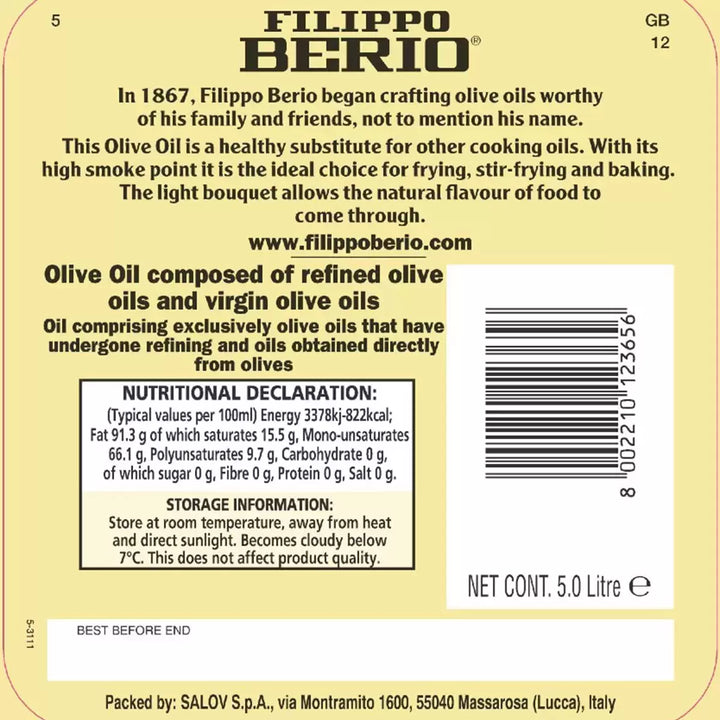 5
FILIPPO
BERIO®
GB
12
In 1867, Filippo Berio began crafting olive oils worthy
of his family and friends, not to mention his name.
This Olive Oil is a healthy substitute for other cooking oils. With its
high smoke point it is the ideal choice for frying, stir-frying and baking.
The light bouquet allows the natural flavour of food to
come through.
www.filippoberio.com
Olive Oil composed of refined olive
oils and virgin olive oils
Oil comprising exclusively olive oils that have
undergone refining and oils obtained directly
from olives
NUTRITIONAL DECLARATION:
(Typical values per 100ml) Energy 3378kj-822kcal;
Fat 91.3 g of which saturates 15.5 g, Mono-unsaturates
66.1 g, Polyunsaturates 9.7 g, Carbohydrate 0 g,
of which sugar 0 g, Fibre 0 g, Protein 0 g, Salt 0 g.
STORAGE INFORMATION:
Store at room temperature, away from heat
and direct sunlight. Becomes cloudy below
7°C. This does not affect product quality.
8 002210 123656
NET CONT. 5.0 Litre ℮
5-3111
BEST BEFORE END
Packed by: SALOV S.p.A., via Montramito 1600, 55040 Massarosa (Lucca), Italy